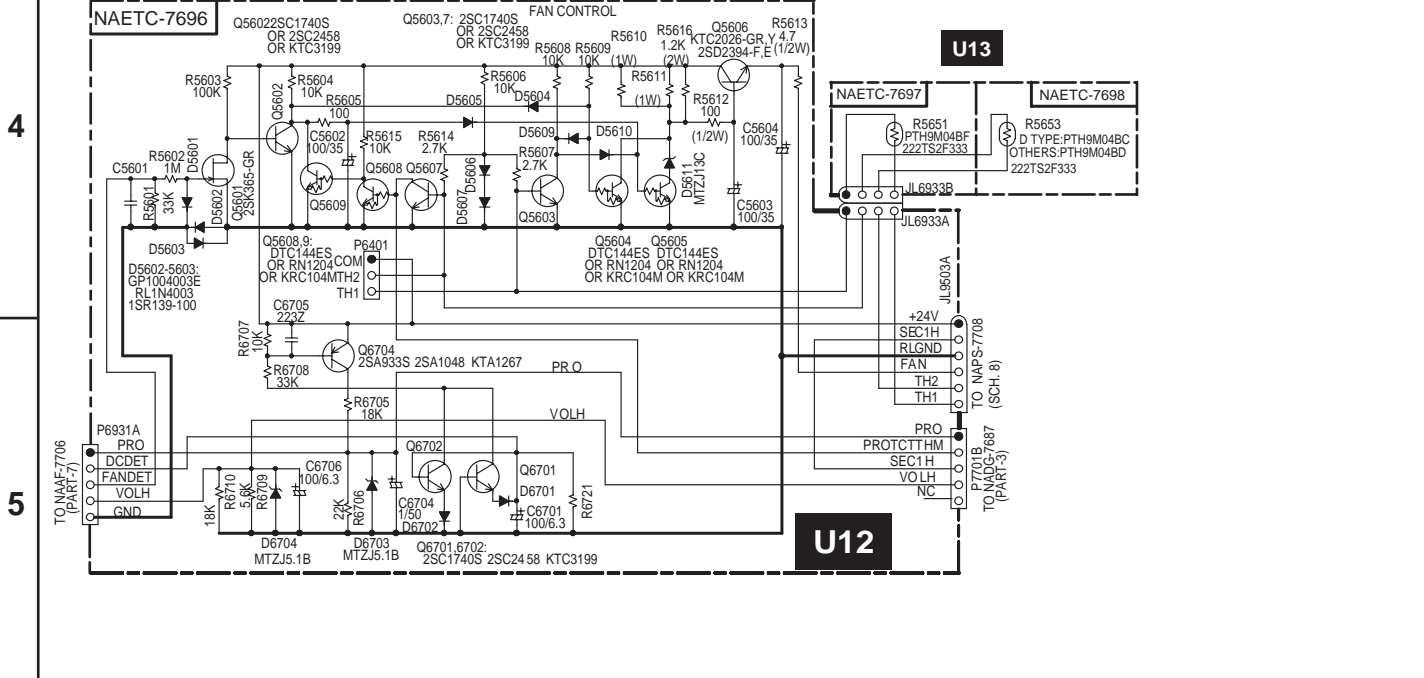 NAETC-7696
Q56022SC1740S
OR 2SC2458
OR KTC3199
Q5603,7: 2SC1740S
OR 2SC2458
OR KTC3199
FAN CONTROL
R5610
(1W)
R5616
1.2K
(2W)
Q5606
KTC2026-GR,Y
2SD2394-F,E
R5613
4.7
(1/2W)
U13
R5608
10K
R5609
10K
R5603
100K
R5604
10K
Q5602
R5605
100
D5605
R5606
10K
D5604
R5611
(1W)
R5612
100
(1/2W)
NAETC-7697
NAETC-7698
4
C5602
100/35
R5615
10K
R5614
2.7K
D5609
D5610
C5604
100/35
R5651
PTH9M04BF
222TS2F333
R5653
D TYPE:PTH9M04BC
OTHERS:PTH9M04BD
222TS2F333
C5601
R5602
1M
D5601
R5601
33K
D5602
Q5601
2SK365-GR
Q5609
Q5608
Q5607
D5606
D5607
R5607
2.7K
Q5603
D5611
MTZJ13C
C5603
100/35
JL6933B
JL6933A
D5603
D5602-5603:
GP1004003E
RL1N4003
1SR139-100
Q5608,9:
DTC144ES
OR RN1204
OR KRC104M
P6401
COM
TH2
TH1
Q5604
DTC144ES
OR RN1204
OR KRC104M
Q5605
DTC144ES
OR RN1204
OR KRC104M
JL9503A
C6705
223Z
R6707
10K
R6708
33K
Q6704
2SA933S 2SA1048 KTA1267
PRO
+24V
SEC1H
RLGND
FAN
TH2
TH1
TO NAPS-7708
(SCH. 8)
R6705
18K
VOLH
P6931A
PRO
DCDET
FANDET
VOLH
GND
TO NAAF-7706
(PART-7)
Q6702
Q6701
PRO
PROTCTTHM
SEC1H
VOLH
NC
P7701B
TO NADG-7687
(PART-3)
5
R6710
18K
5.6K
R6709
C6706
100/6.3
22K
R6706
C6704
1/50
D6702
D6701
C6701
100/6.3
R6721
D6704
MTZJ5.1B
D6703
MTZJ5.1B
Q6701,6702:
2SC1740S 2SC2458 KTC3199
U12